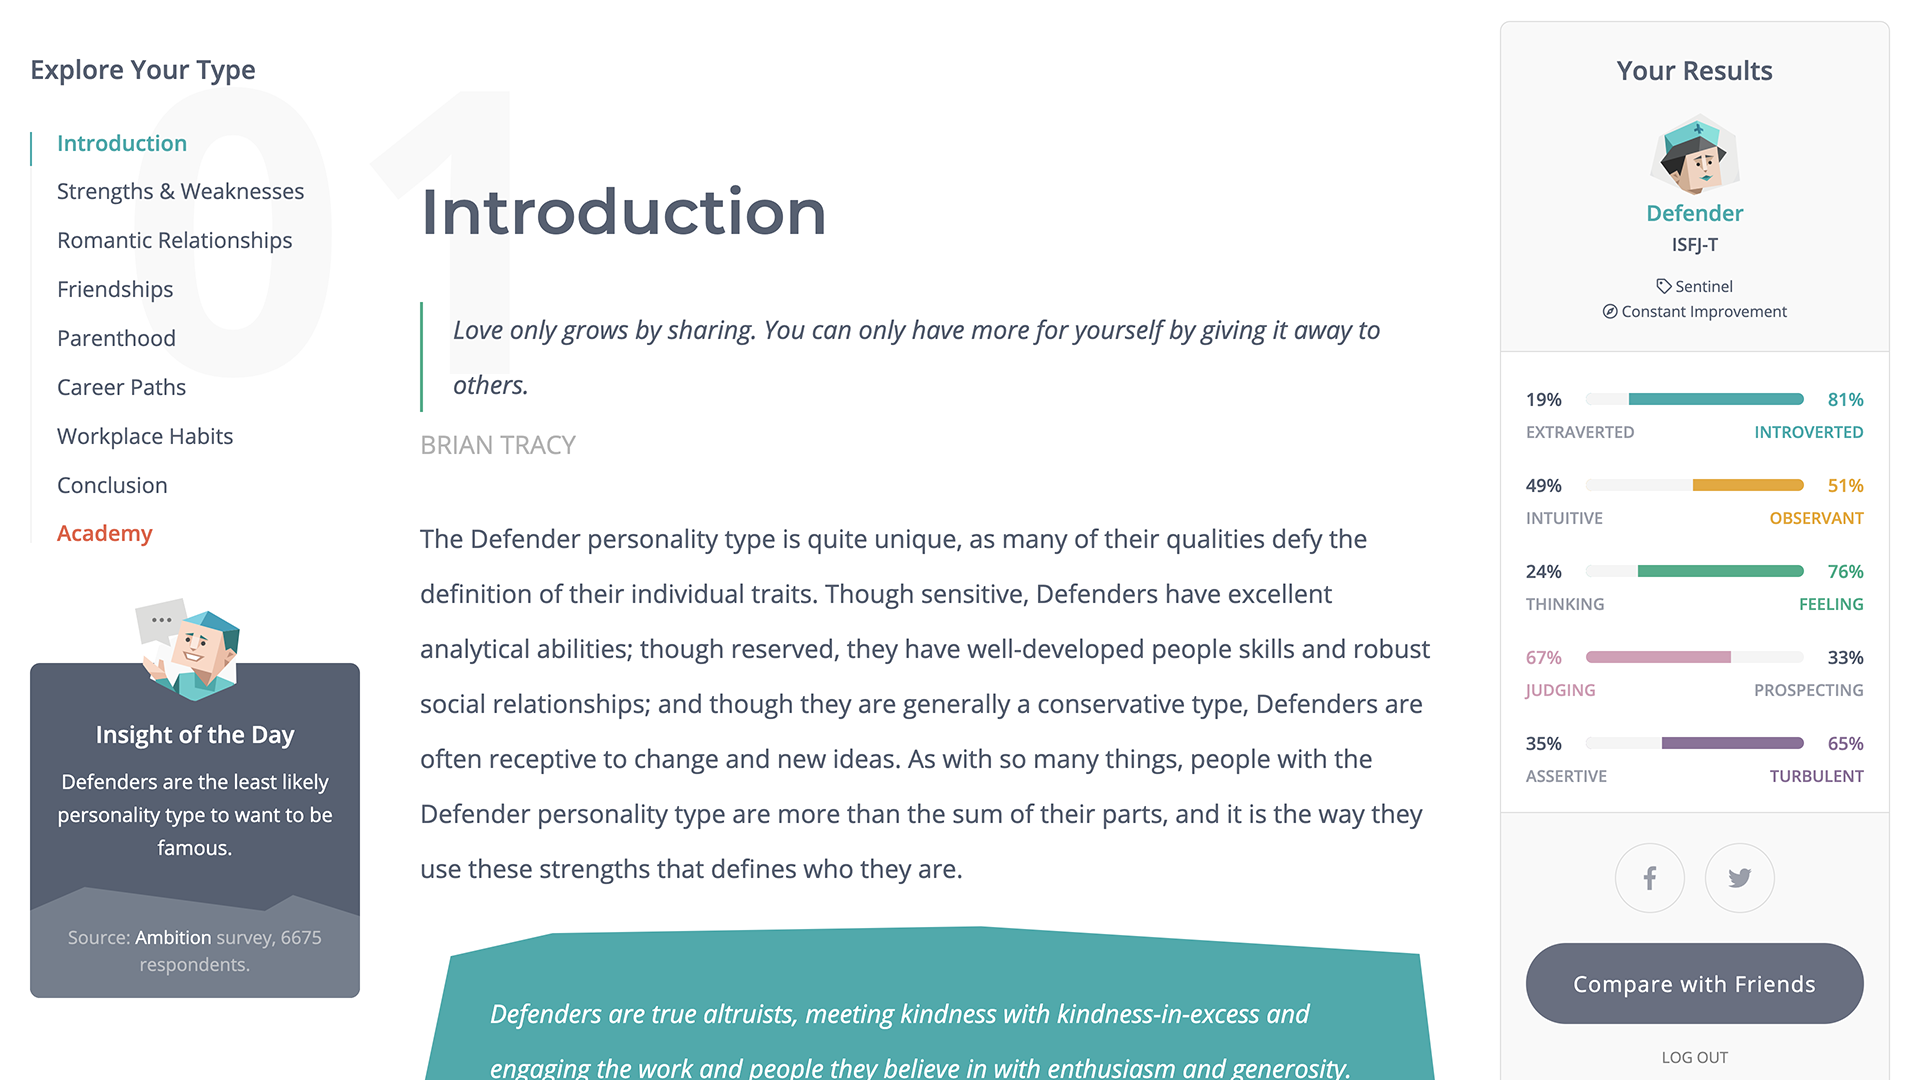 Explore Your Type
01
Introduction
Strengths & Weaknesses
Romantic Relationships
Friendships
Parenthood
Career Paths
Workplace Habits
Conclusion
Academy
Insight of the Day
Defenders are the least likely
personality type to want to be
famous.
Source: Ambition survey, 6675
respondents.
Introduction
Love only grows by sharing. You can only have more for yourself by giving it away to
others.
BRIAN TRACY
The Defender personality type is quite unique, as many of their qualities defy the
definition of their individual traits. Though sensitive, Defenders have excellent
analytical abilities; though reserved, they have well-developed people skills and robust
social relationships; and though they are generally a conservative type, Defenders are
often receptive to change and new ideas. As with so many things, people with the
Defender personality type are more than the sum of their parts, and it is the way they
use these strengths that defines who they are.
Defenders are true altruists, meeting kindness with kindness-in-excess and
engaging the work and people they believe in with enthusiasm and generosity.
Your Results
Defender
ISFJ-T
Sentinel
Constant Improvement
19% 81%
EXTRAVERTED INTROVERTED
49% 51%
INTUITIVE OBSERVANT
24% 76%
THINKING FEELING
67% 33%
JUDGING PROSPECTING
35% 65%
ASSERTIVE TURBULENT
Compare with Friends
LOG OUT